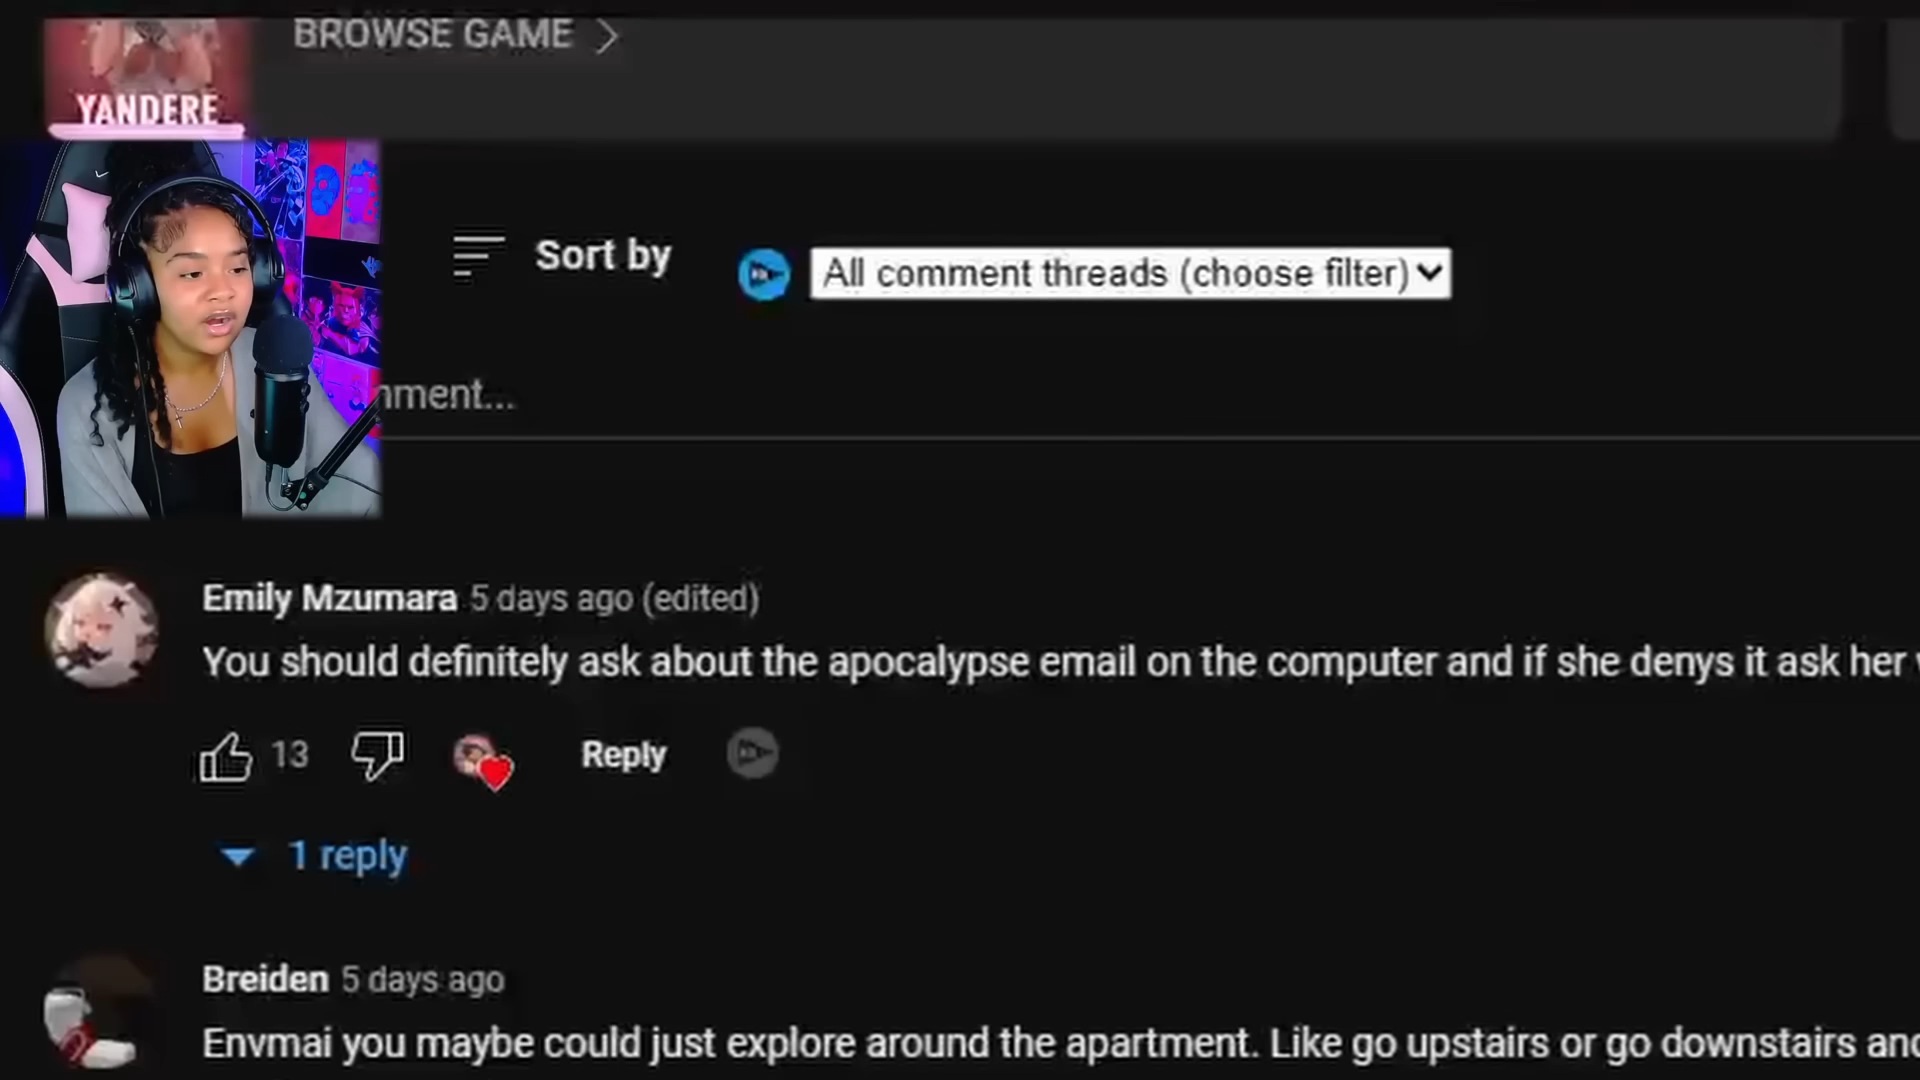 BROWSE GAME
YANDERE
Sort by
All comment threads (choose filter)
mment...
Emily Mzumara 5 days ago (edited)
You should definitely ask about the apocalypse email on the computer and if she denys it ask her
13
Reply
1 reply
Breiden 5 days ago
Envmai you maybe could just explore around the apartment. Like go upstairs or go downstairs and